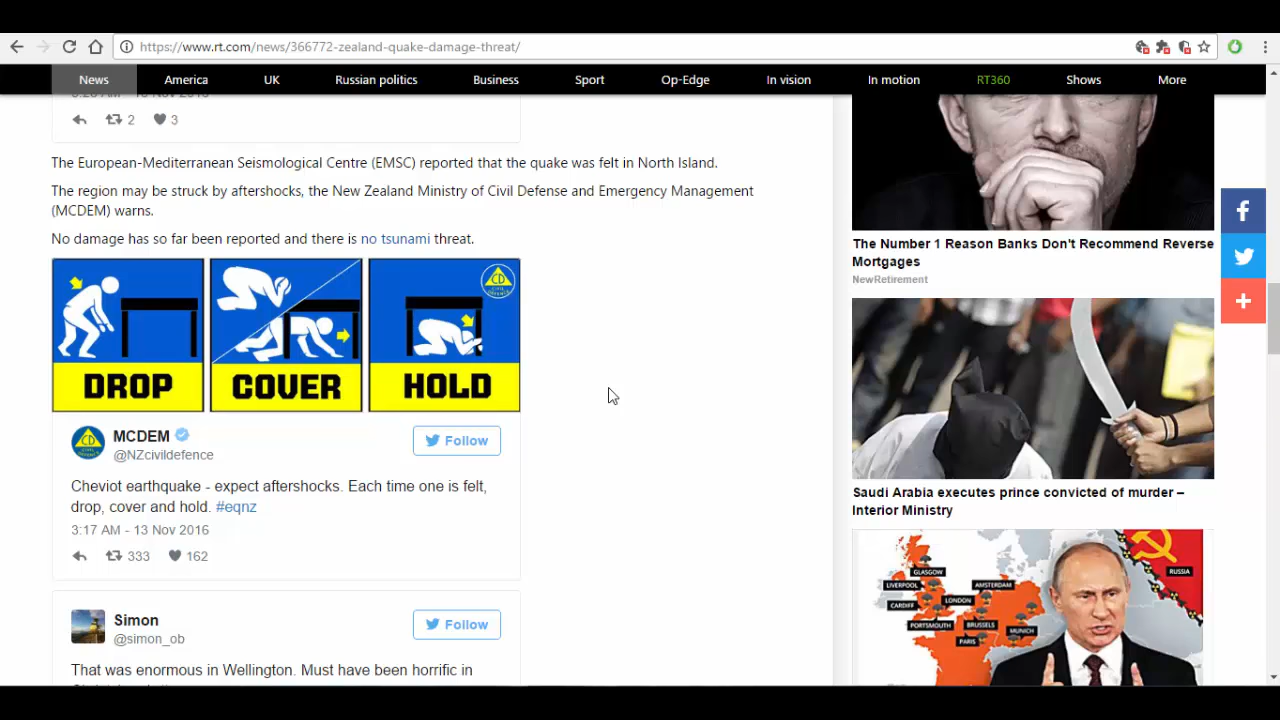 https://www.rt.com/news/366772-zealand-quake-damage-threat/
News America UK Russian politics Business Sport Op-Edge In vision In motion RT360 Shows More
2 3
The European-Mediterranean Seismological Centre (EMSC) reported that the quake was felt in North Island.
The region may be struck by aftershocks, the New Zealand Ministry of Civil Defense and Emergency Management
(MCDEM) warns.
No damage has so far been reported and there is no tsunami threat.
CD
DROP COVER HOLD
CD
MCDEM
@NZcivildefence
Follow
Cheviot earthquake - expect aftershocks. Each time one is felt,
drop, cover and hold. #eqnz
3:17 AM - 13 Nov 2016
333 162
Simon
@simon_ob
Follow
That was enormous in Wellington. Must have been horrific in
The Number 1 Reason Banks Don't Recommend Reverse
Mortgages
NewRetirement
Saudi Arabia executes prince convicted of murder –
Interior Ministry
GLASGOW
LIVERPOOL
AMSTERDAM
CARDIFF
LONDON
PORTSMOUTH
BRUSSELS
MUNICH
PARIS
RUSSIA
f